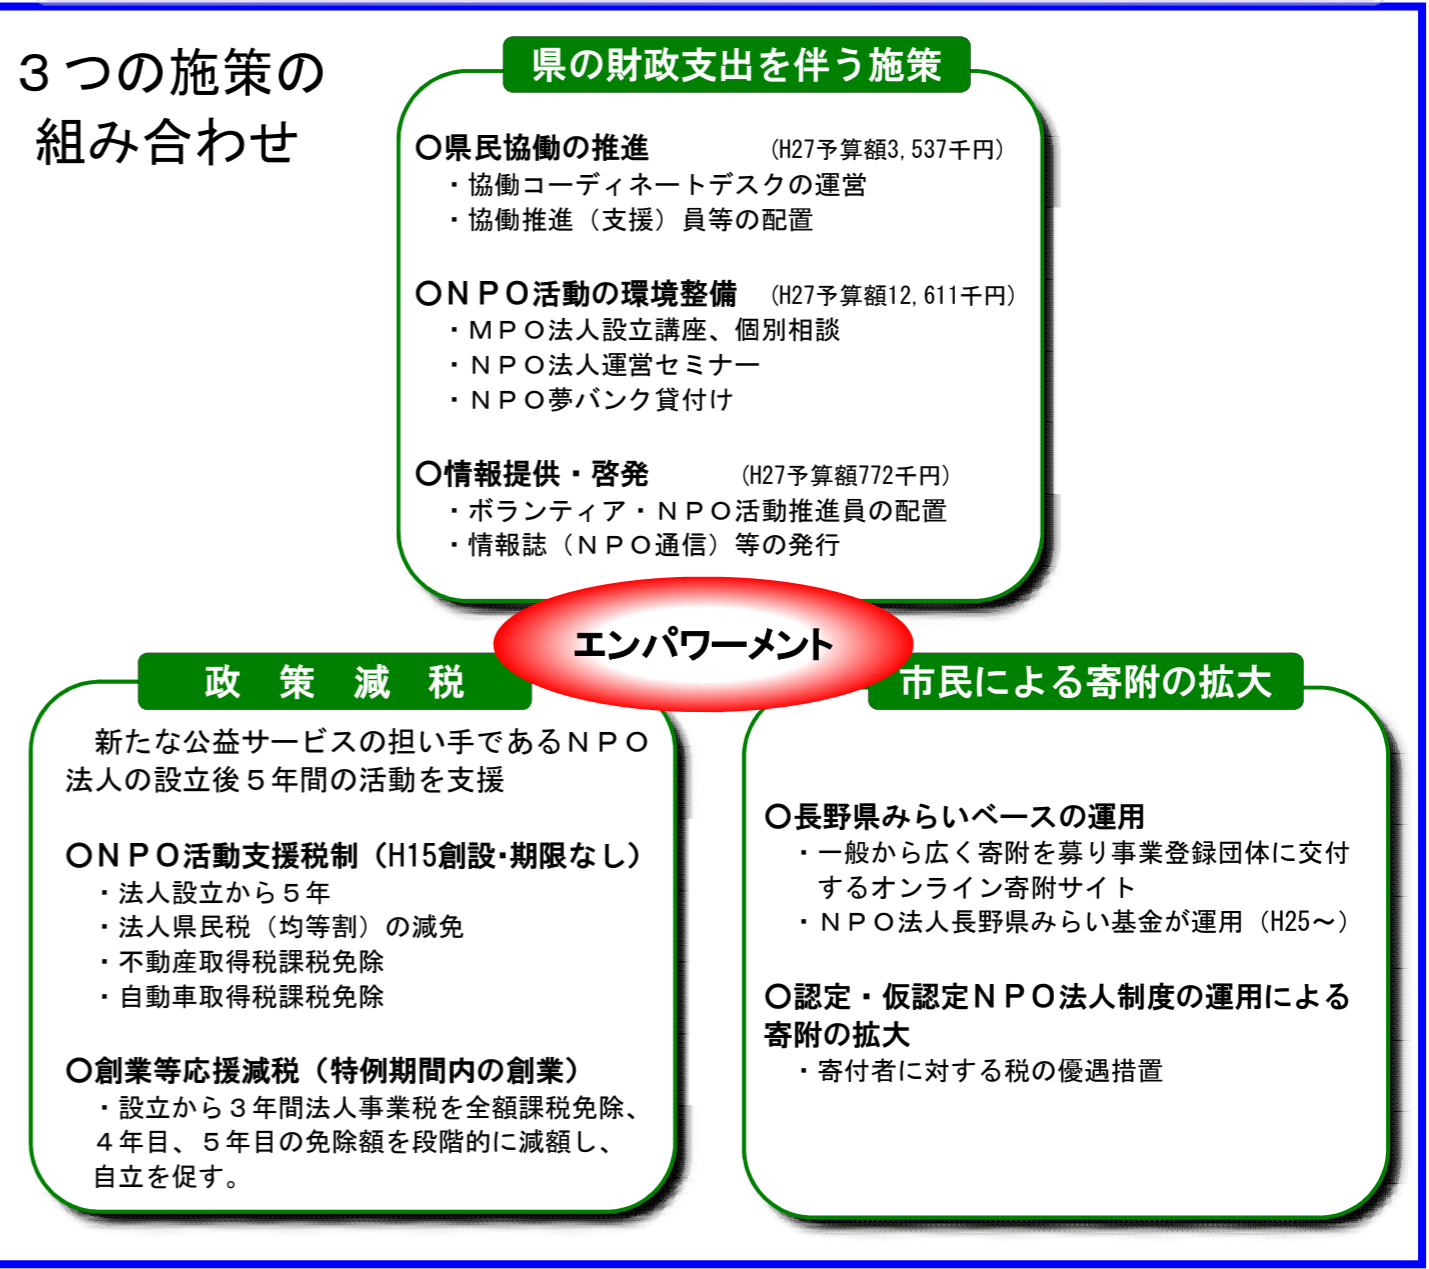 ３つの施策の
組み合わせ
県の財政支出を伴う施策
〇県民協働の推進 (H27予算額3,537千円)
・協働コーディネートデスクの運営
・協働推進（支援）員等の配置
〇ＮＰＯ活動の環境整備 (H27予算額12,611千円)
・ＭＰＯ法人設立講座、個別相談
・ＮＰＯ法人運営セミナー
・ＮＰＯ夢バンク貸付け
〇情報提供・啓発 (H27予算額772千円)
・ボランティア・ＮＰＯ活動推進員の配置
・情報誌（ＮＰＯ通信）等の発行
エンパワーメント
政策減税
新たな公益サービスの担い手であるＮＰＯ
法人の設立後５年間の活動を支援
〇ＮＰＯ活動支援税制（H15創設・期限なし）
・法人設立から５年
・法人県民税（均等割）の減免
・不動産取得税課税免除
・自動車取得税課税免除
〇創業等応援減税（特例期間内の創業）
・設立から３年間法人事業税を全額課税免除、
４年目、５年目の免除額を段階的に減額し、
自立を促す。
市民による寄附の拡大
〇長野県みらいベースの運用
・一般から広く寄附を募り事業登録団体に交付
するオンライン寄附サイト
・ＮＰＯ法人長野県みらい基金が運用（H25～）
〇認定・仮認定ＮＰＯ法人制度の運用による
寄附の拡大
・寄付者に対する税の優遇措置